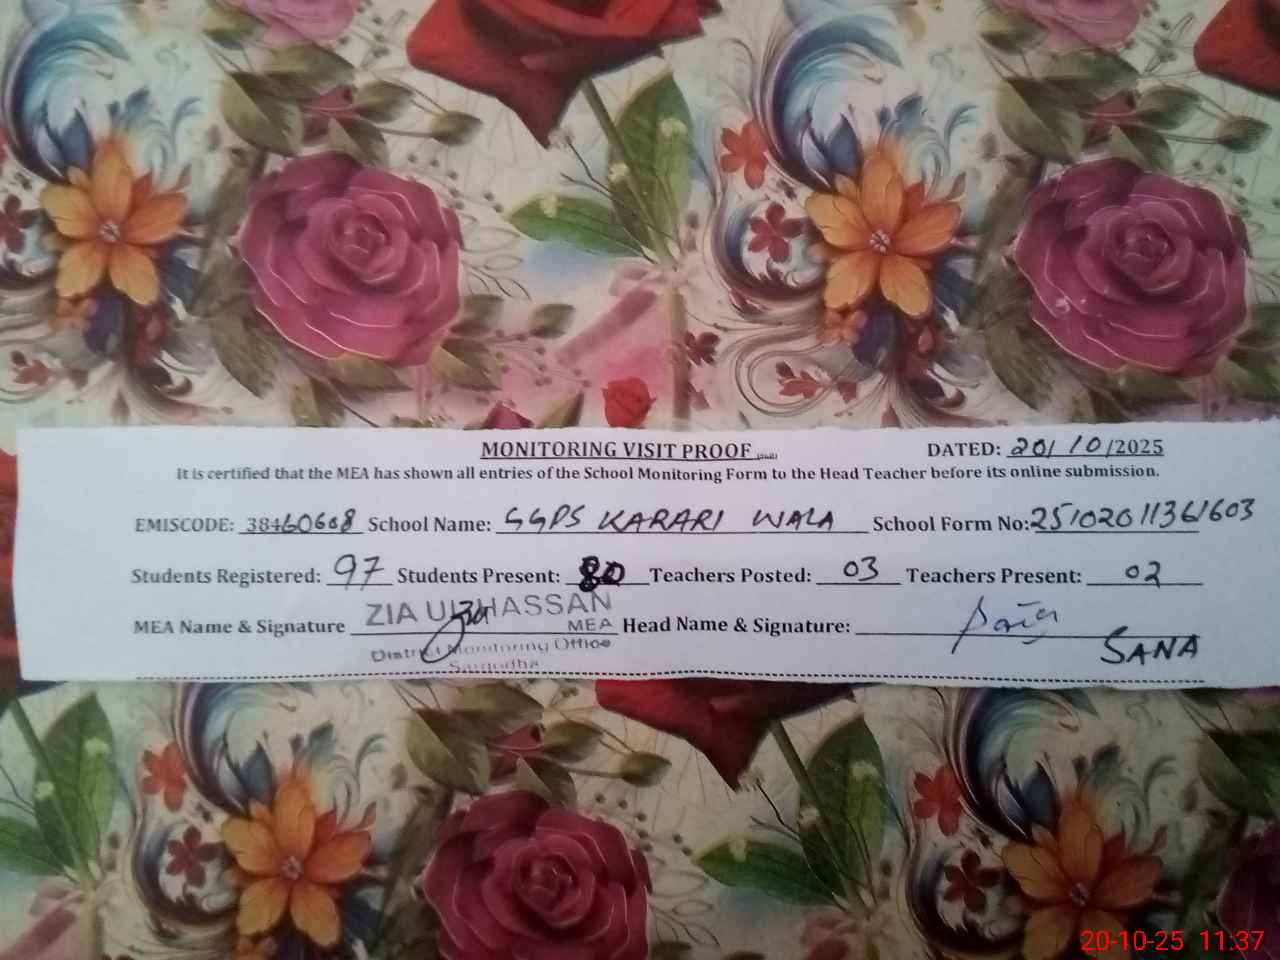 MONITORING VISIT PROOF DATED: 20/10/2025
It is certified that the MEA has shown all entries of the School Monitoring Form to the Head Teacher before its online submission.
EMISCODE: 38460608 School Name: GGPS KARARI WALA School Form No: 25102011361603
Students Registered: 97 Students Present: 80 Teachers Posted: 03 Teachers Present: 02
MEA Name & Signature ZIA UL HASSAN Head Name & Signature:
MEA
District Monitoring Office
Sargodha
SANA
20-10-25 11:37